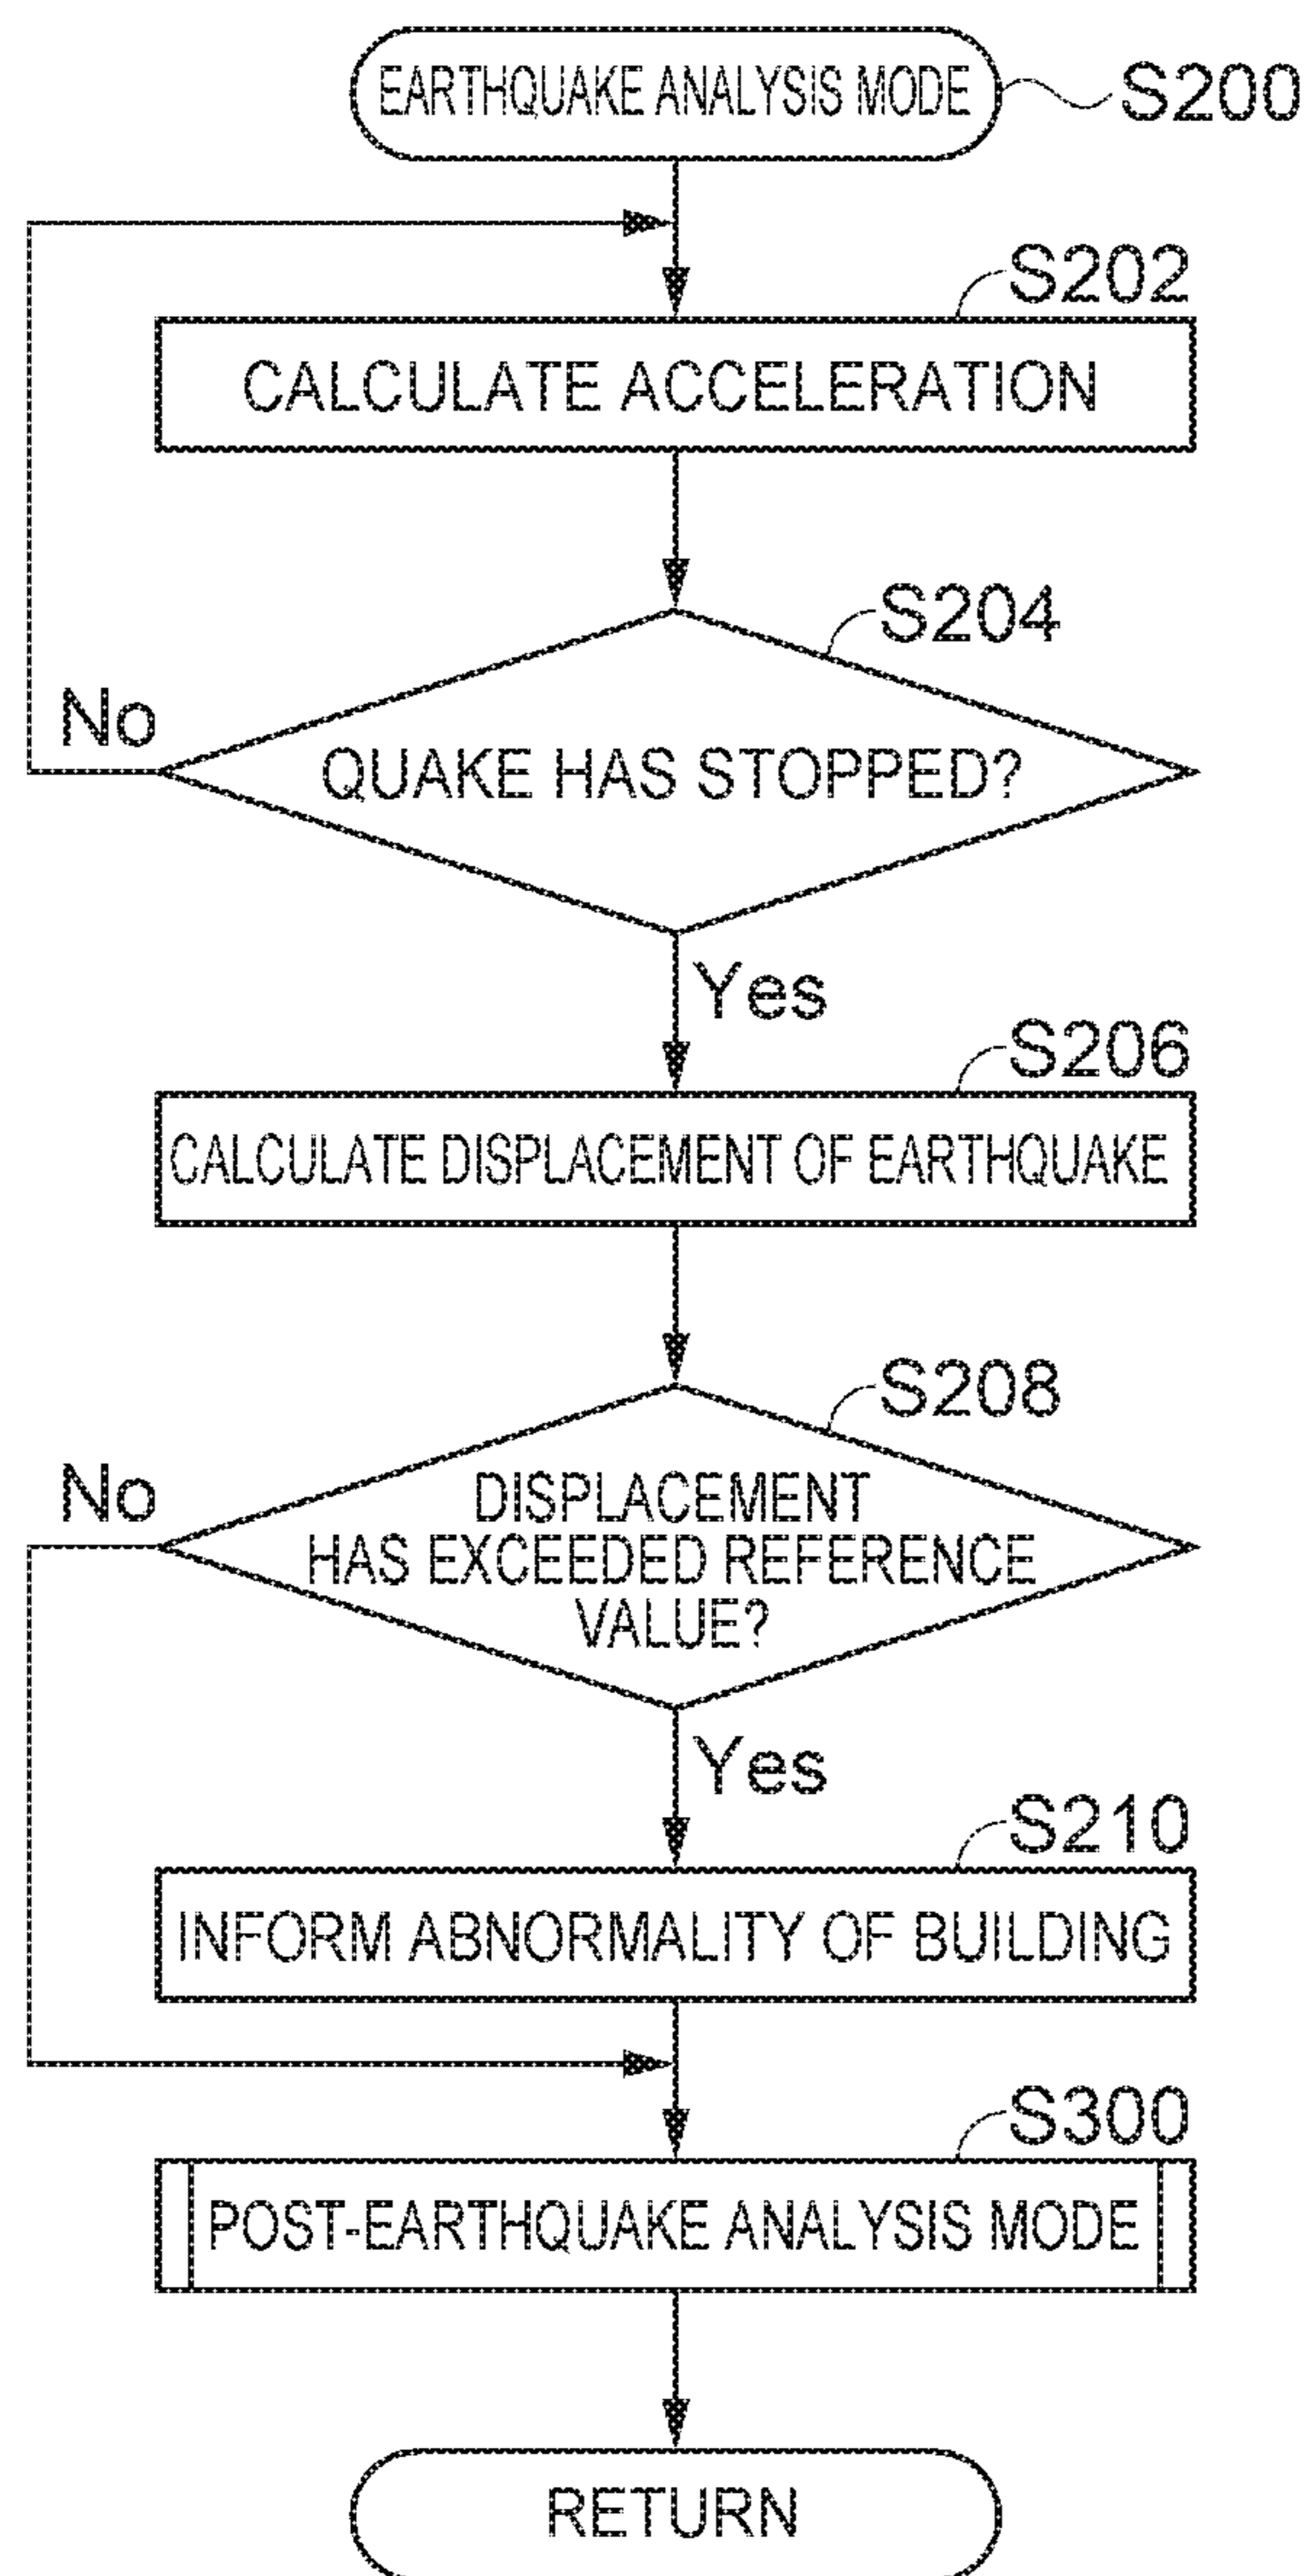 EARTHQUAKE ANALYSIS MODE
S200
S202
CALCULATE ACCELERATION
S204
No
QUAKE HAS STOPPED?
Yes
S206
CALCULATE DISPLACEMENT OF EARTHQUAKE
S208
No
DISPLACEMENT
HAS EXCEEDED REFERENCE
VALUE?
Yes
S210
INFORM ABNORMALITY OF BUILDING
S300
POST-EARTHQUAKE ANALYSIS MODE
RETURN